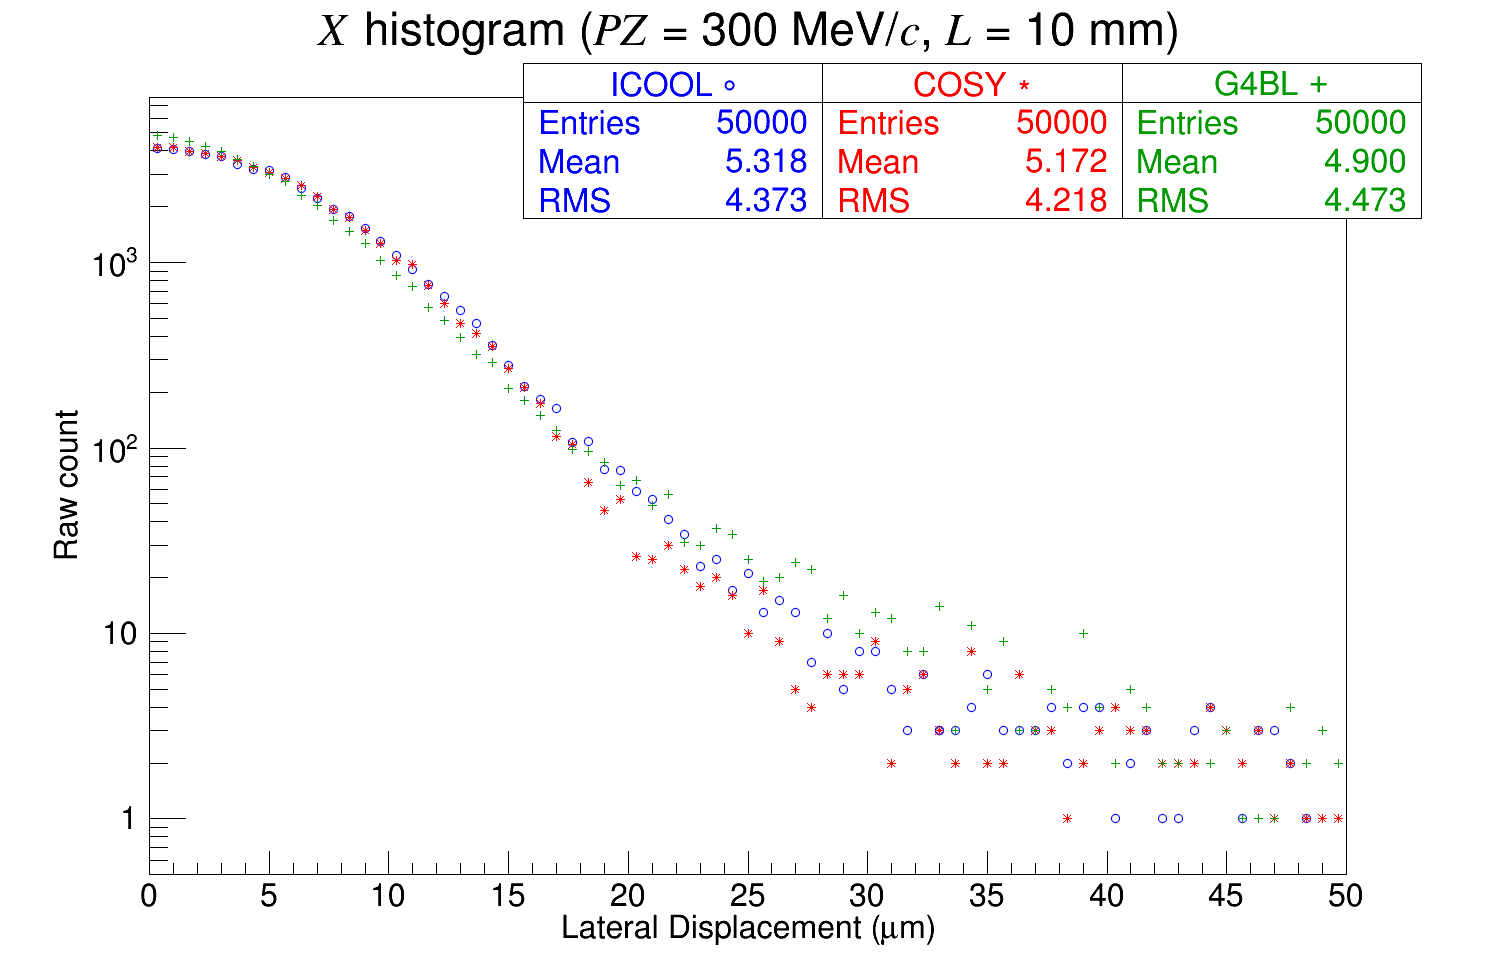 X histogram (PZ = 300 MeV/c, L = 10 mm)
ICOOL COSY * G4BL +
Entries 50000 Entries 50000 Entries 50000
Mean 5.318 Mean 5.172 Mean 4.900
RMS 4.373 RMS 4.218 RMS 4.473
10³
10²
10
1
Raw count
0 5 10 15 20 25 30 35 40 45 50
Lateral Displacement (μm)